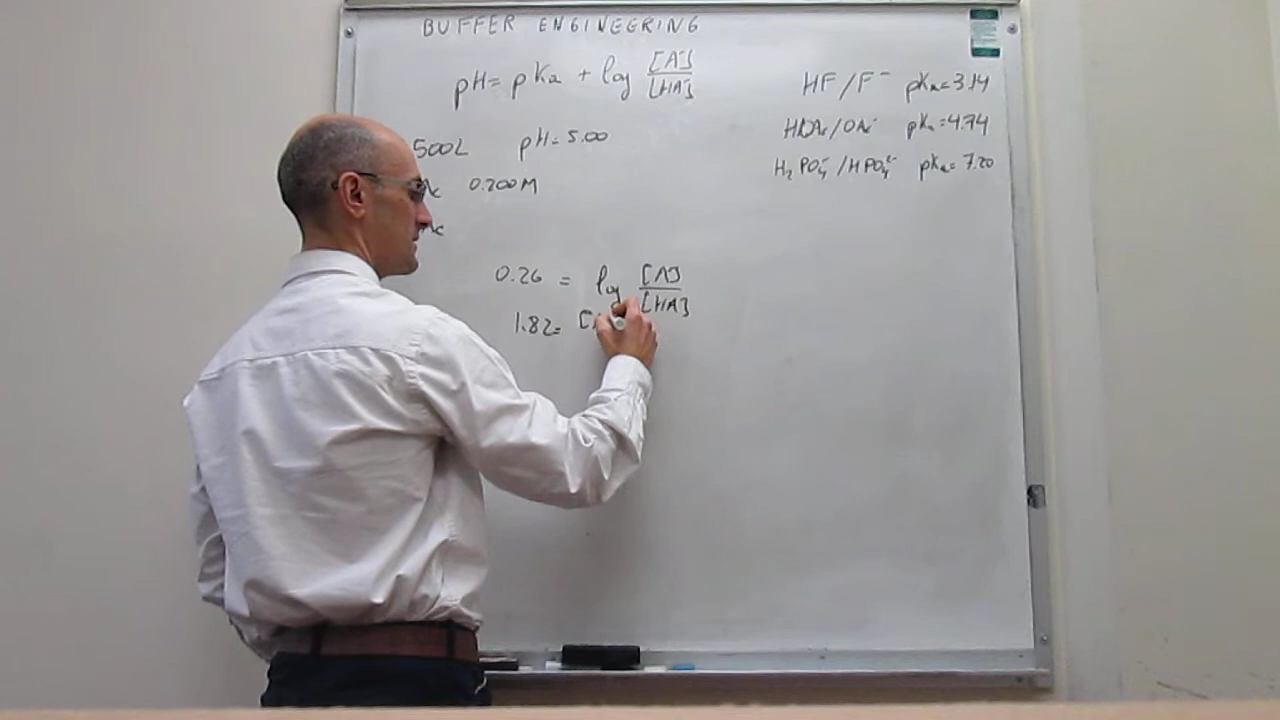 BUFFER ENGINEERING
pH = pKa + log [A⁻]/[HA]
500L pH = 5.00
0.200M
0.26 = log [A]/[HA]
1.82 = [
HF / F⁻ pKa = 3.14
HOAc / OAc⁻ pKa = 4.74
H₂PO₄⁻ / HPO₄²⁻ pKa = 7.20